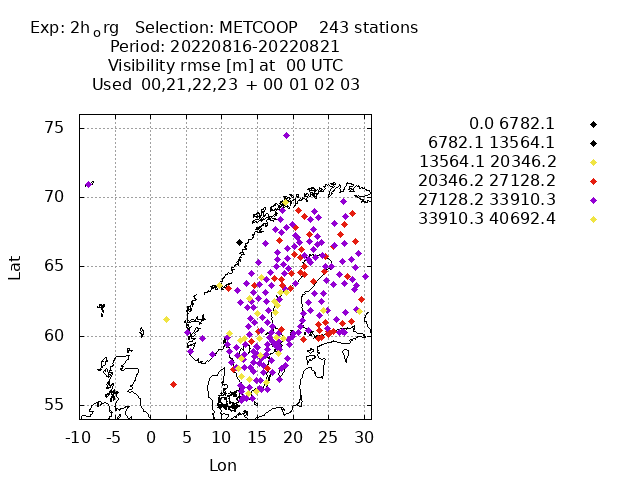 Exp: 2h_org Selection: METCOOP 243 stations
Period: 20220816-20220821
Visibility rmse [m] at 00 UTC
Used 00,21,22,23 + 00 01 02 03
0.0 6782.1
6782.1 13564.1
13564.1 20346.2
20346.2 27128.2
27128.2 33910.3
33910.3 40692.4
75
70
65
60
55
Lat
-10 -5 0 5 10 15 20 25 30
Lon